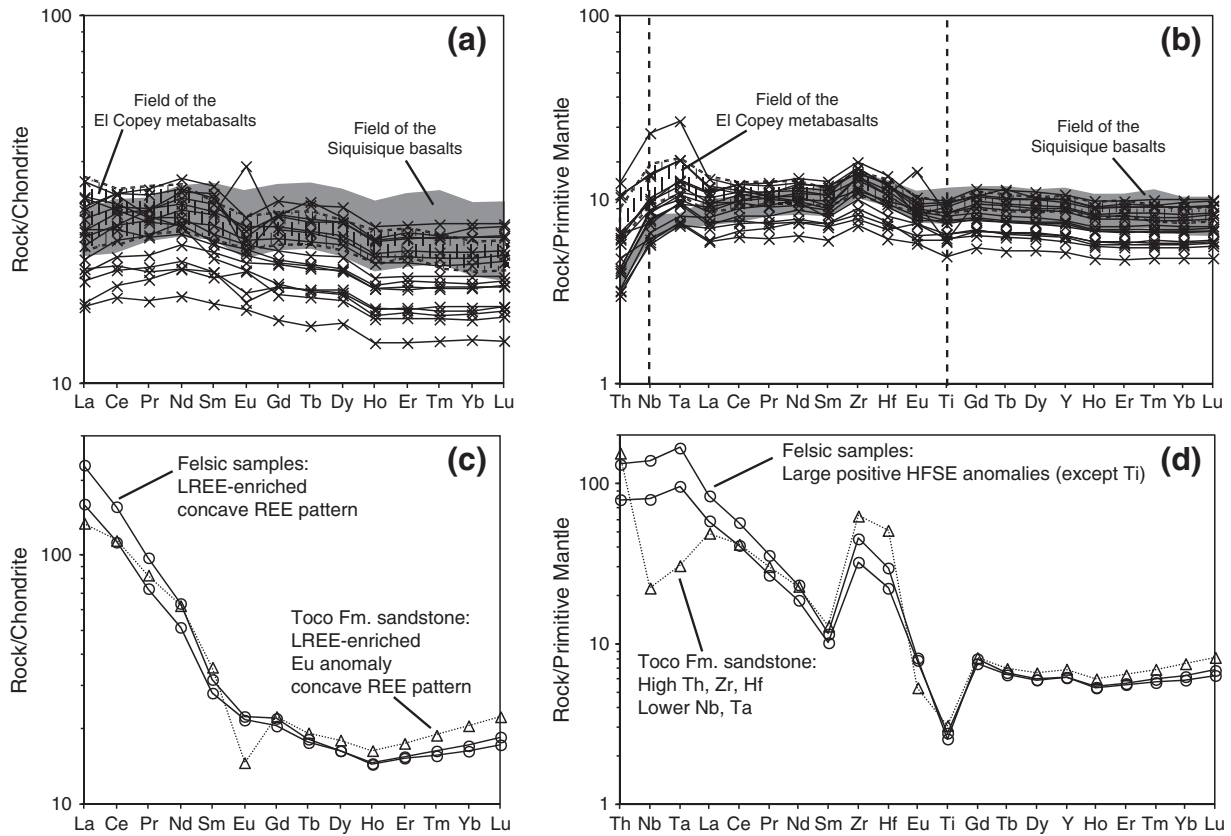 100
(a)
Field of the
El Copey metabasalts
Field of the
Siquisique basalts
Rock/Chondrite
10
La Ce Pr Nd Sm Eu Gd Tb Dy Ho Er Tm Yb Lu
100
(b)
Field of the
El Copey metabasalts
Field of the
Siquisique basalts
Rock/Primitive Mantle
10
1
Th Nb Ta La Ce Pr Nd Sm Zr Hf Eu Ti Gd Tb Dy Y Ho Er Tm Yb Lu
(c)
Felsic samples:
LREE-enriched
concave REE pattern
100
Rock/Chondrite
Toco Fm. sandstone:
LREE-enriched
Eu anomaly
concave REE pattern
10
La Ce Pr Nd Sm Eu Gd Tb Dy Ho Er Tm Yb Lu
100
(d)
Felsic samples:
Large positive HFSE anomalies (except Ti)
Rock/Primitive Mantle
10
Toco Fm. sandstone:
High Th, Zr, Hf
Lower Nb, Ta
1
Th Nb Ta La Ce Pr Nd Sm Zr Hf Eu Ti Gd Tb Dy Y Ho Er Tm Yb Lu